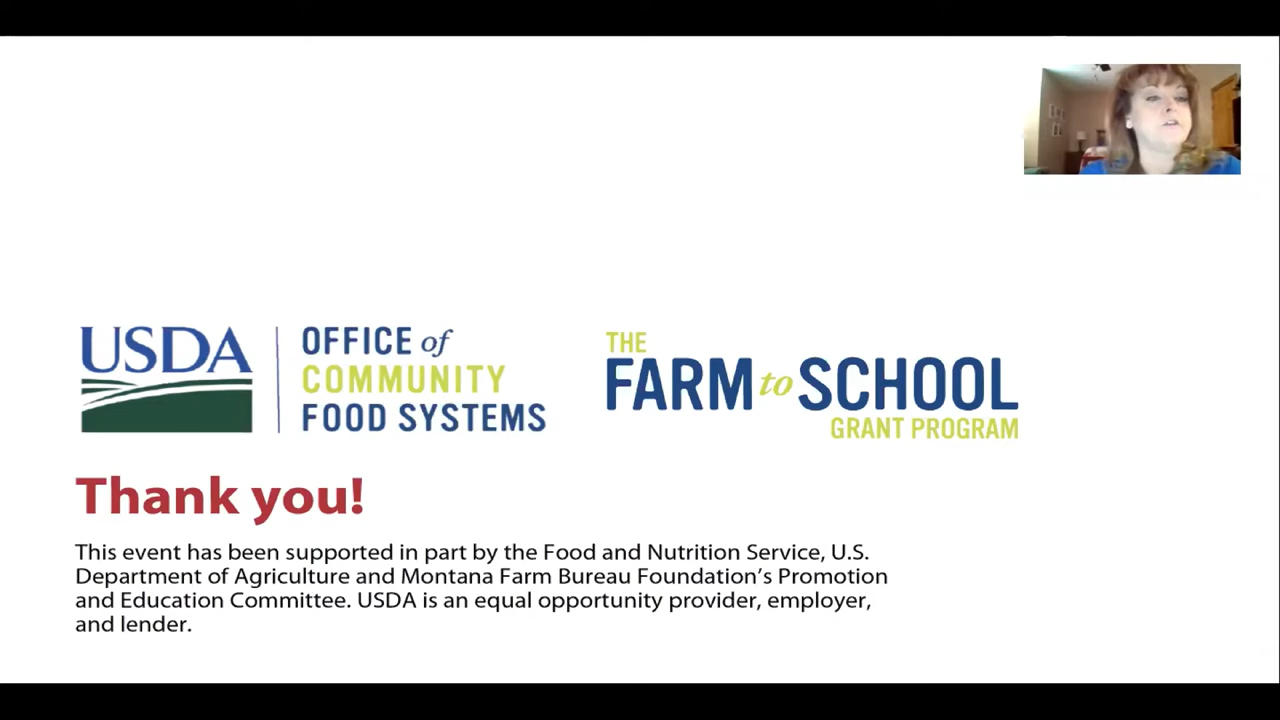 USDA
OFFICE of
COMMUNITY
FOOD SYSTEMS
THE
FARM to SCHOOL
GRANT PROGRAM
Thank you!
This event has been supported in part by the Food and Nutrition Service, U.S.
Department of Agriculture and Montana Farm Bureau Foundation’s Promotion
and Education Committee. USDA is an equal opportunity provider, employer,
and lender.